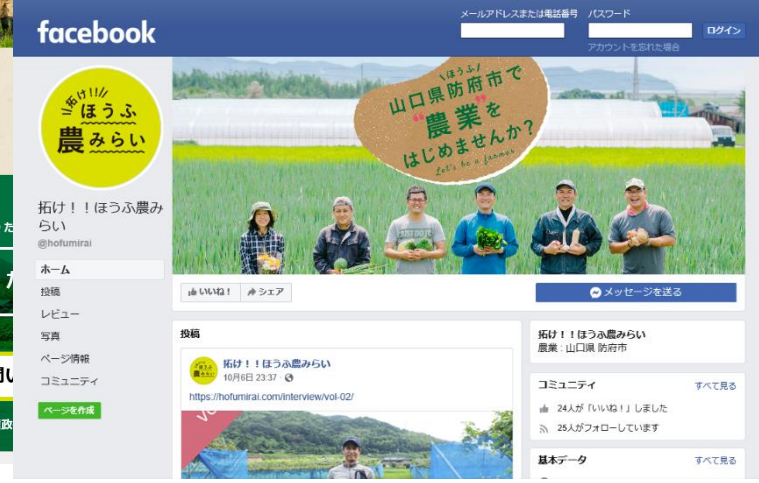 facebook
メールアドレスまたは電話番号
パスワード
ログイン
アカウントを忘れた場合
拓け!!!
ほうふ
農みらい
ほうふ
山口県防府市で
"農業"を
はじめませんか?
Let's be a farmer
JUST DO IT.
拓け！！ほうふ農み
らい
@hofumirai
ホーム
投稿
レビュー
写真
ページ情報
コミュニティ
ページを作成
いいね！
シェア
メッセージを送る
投稿
拓け！！ほうふ農みらい
10月6日 23:37
https://hofumirai.com/interview/vol-02/
拓け！！ほうふ農みらい
農業 · 山口県 防府市
コミュニティ
すべて見る
24人が「いいね！」しました
25人がフォローしています
基本データ
すべて見る